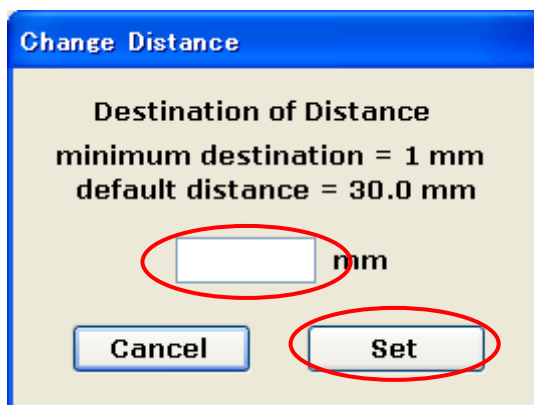 Change Distance
Destination of Distance
minimum destination = 1 mm
default distance = 30.0 mm
mm
Cancel Set